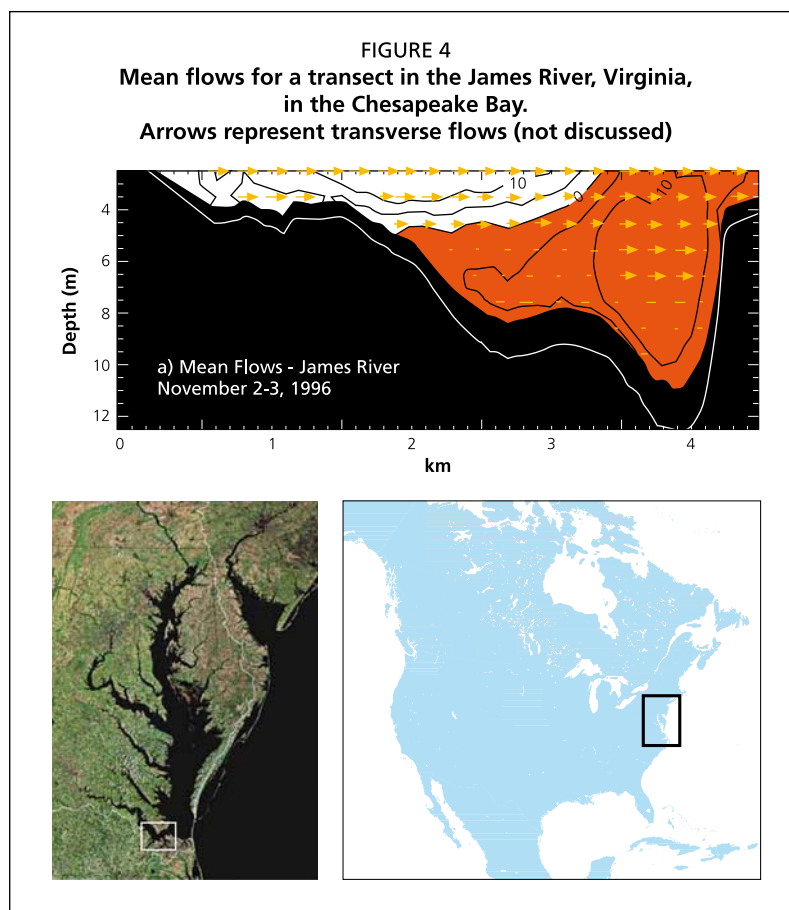 FIGURE 4
Mean flows for a transect in the James River, Virginia,
in the Chesapeake Bay.
Arrows represent transverse flows (not discussed)
10
0
10
4
6
8
10
12
Depth (m)
a) Mean Flows - James River
November 2-3, 1996
0 1 2 3 4
km